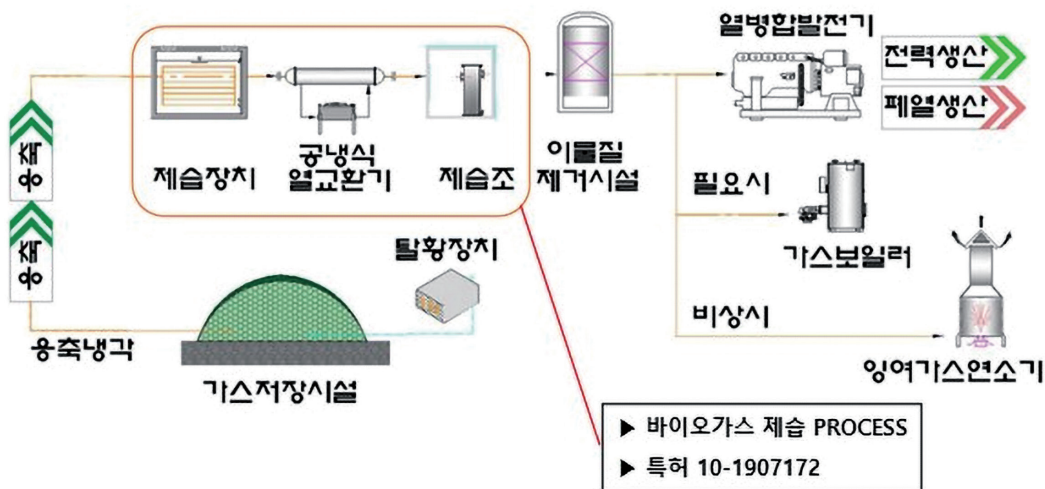 열병합발전기
전력생산
폐열생산
제습장치
공냉식
열교환기
제습조
이물질
제거시설
응축
응축
필요시
가스보일러
탈황장치
비상시
용축냉각
가스저장시설
잉여가스연소기
▶ 바이오가스 제습 PROCESS
▶ 특허 10-1907172